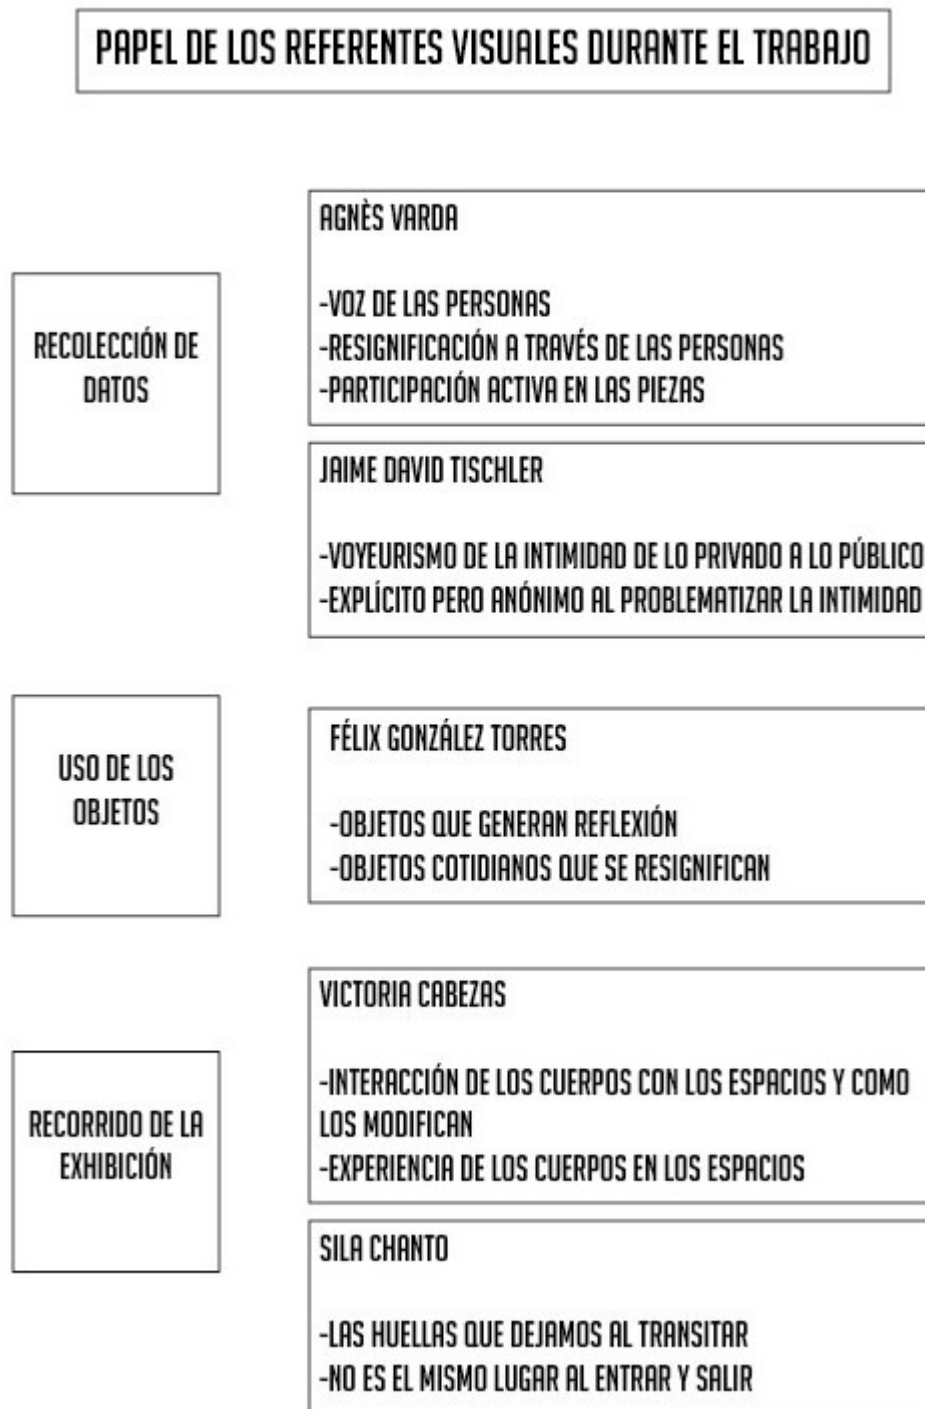 PAPEL DE LOS REFERENTES VISUALES DURANTE EL TRABAJO
RECOLECCIÓN DE
DATOS
AGNÈS VARDA
-VOZ DE LAS PERSONAS
-RESIGNIFICACIÓN A TRAVÉS DE LAS PERSONAS
-PARTICIPACIÓN ACTIVA EN LAS PIEZAS
JAIME DAVID TISCHLER
-VOYEURISMO DE LA INTIMIDAD DE LO PRIVADO A LO PÚBLICO
-EXPLÍCITO PERO ANÓNIMO AL PROBLEMATIZAR LA INTIMIDAD
USO DE LOS
OBJETOS
FÉLIX GONZÁLEZ TORRES
-OBJETOS QUE GENERAN REFLEXIÓN
-OBJETOS COTIDIANOS QUE SE RESIGNIFICAN
RECORRIDO DE LA
EXHIBICIÓN
VICTORIA CABEZAS
-INTERACCIÓN DE LOS CUERPOS CON LOS ESPACIOS Y COMO
LOS MODIFICAN
-EXPERIENCIA DE LOS CUERPOS EN LOS ESPACIOS
SILA CHANTO
-LAS HUELLAS QUE DEJAMOS AL TRANSITAR
-NO ES EL MISMO LUGAR AL ENTRAR Y SALIR